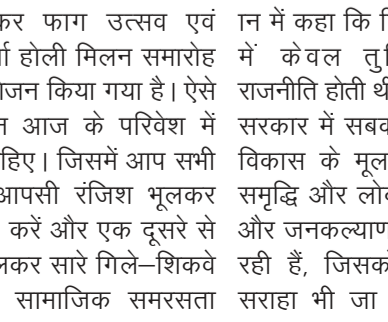 कर फाग उत्सव एवं
होली मिलन समारोह
जन किया गया है। ऐसे
आज के परिवेश में
हिए। जिसमें आप सभी
आपसी रंजिश भूलकर
करें और एक दूसरे से
लकर सारे गिले–शिकवे
सामाजिक समरसता
ान में कहा कि
में केवल
राजनीति होती
सरकार में
विकास के मूल
समृद्धि और
और जनकल्याण
रही हैं, जिसको
सराहा भी जा